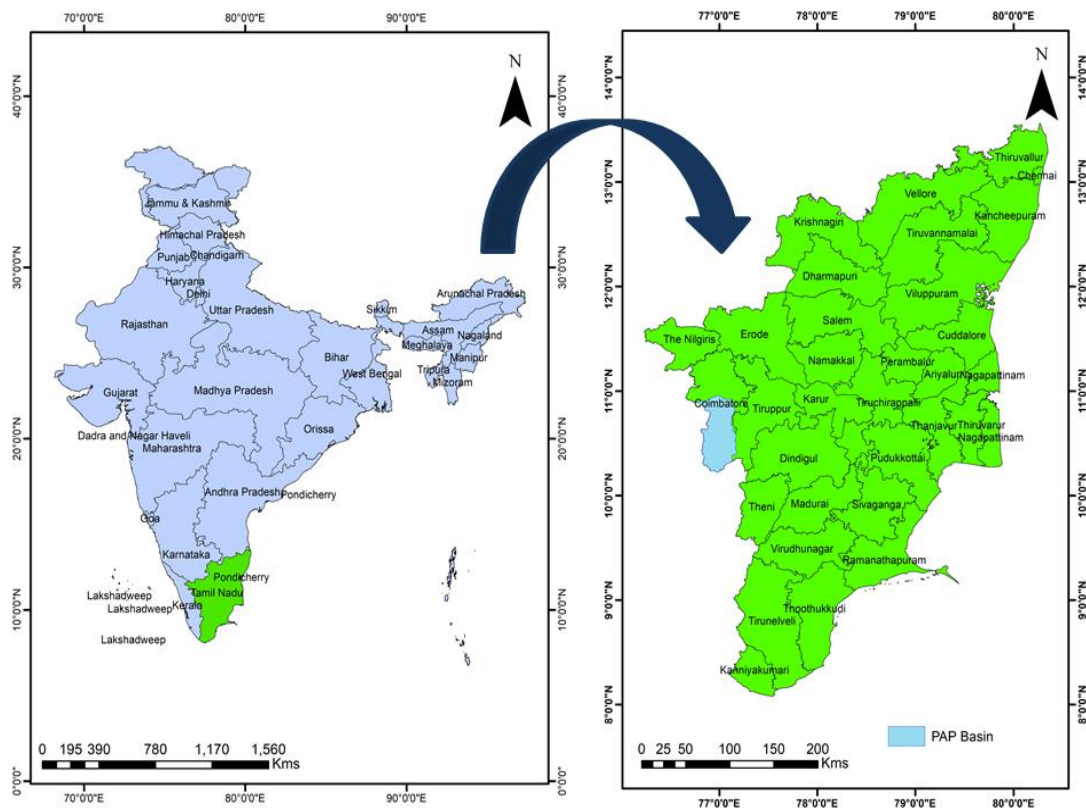 70°0'0"E 80°0'0"E 90°0'0"E
40°0'0"N
30°0'0"N
20°0'0"N
10°0'0"N
0°0'0"
N
Jammu & Kashmir
Himachal Pradesh
Punjab Chandigarh
Haryana
Delhi
Uttar Pradesh
Rajasthan
Sikkim
Arunachal Pradesh
Assam
Nagaland
Meghalaya
Manipur
Tripura
Mizoram
Bihar
West Bengal
Gujarat
Madhya Pradesh
Orissa
Dadra and Nagar Haveli
Maharashtra
Andhra Pradesh
Pondicherry
Goa
Karnataka
Pondicherry
Tamil Nadu
Lakshadweep
Lakshadweep
Kerala
Lakshadweep
0 195 390 780 1,170 1,560
Kms
40°0'0"N
30°0'0"N
20°0'0"N
10°0'0"N
0°0'0"
70°0'0"E 80°0'0"E 90°0'0"E
77°0'0"E 78°0'0"E 79°0'0"E 80°0'0"E
14°0'0"N
13°0'0"N
12°0'0"N
11°0'0"N
10°0'0"N
9°0'0"N
8°0'0"N
N
Thiruvallur
Chennai
Vellore
Kancheepuram
Krishnagiri
Tiruvannamalai
Dharmapuri
Viluppuram
Salem
Cuddalore
The Nilgiris
Erode
Namakkal
Perambalur
Ariyalur
Nagapattinam
Coimbatore
Tiruppur
Karur
Tiruchirappalli
Thanjavur
Thiruvarur
Nagapattinam
Dindigul
Pudukkottai
Theni
Madurai
Sivaganga
Virudhunagar
Ramanathapuram
Thoothukkudi
Tirunelveli
Kanniyakumari
PAP Basin
0 25 50 100 150 200
Kms
14°0'0"N
13°0'0"N
12°0'0"N
11°0'0"N
10°0'0"N
9°0'0"N
8°0'0"N
77°0'0"E 78°0'0"E 79°0'0"E 80°0'0"E